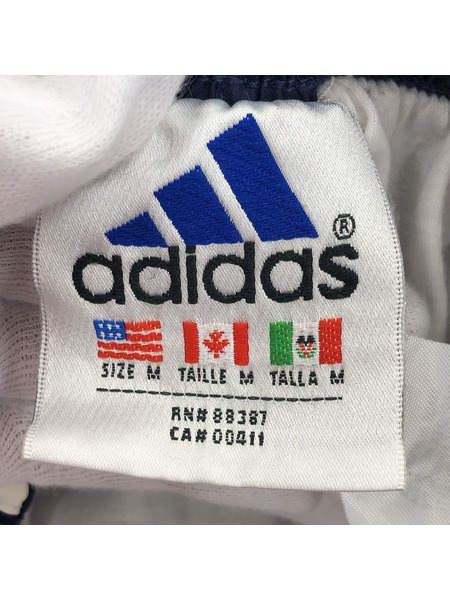 adidas®
SIZE M TAILLE M TALLA M
RN# 88387
CA# 00411